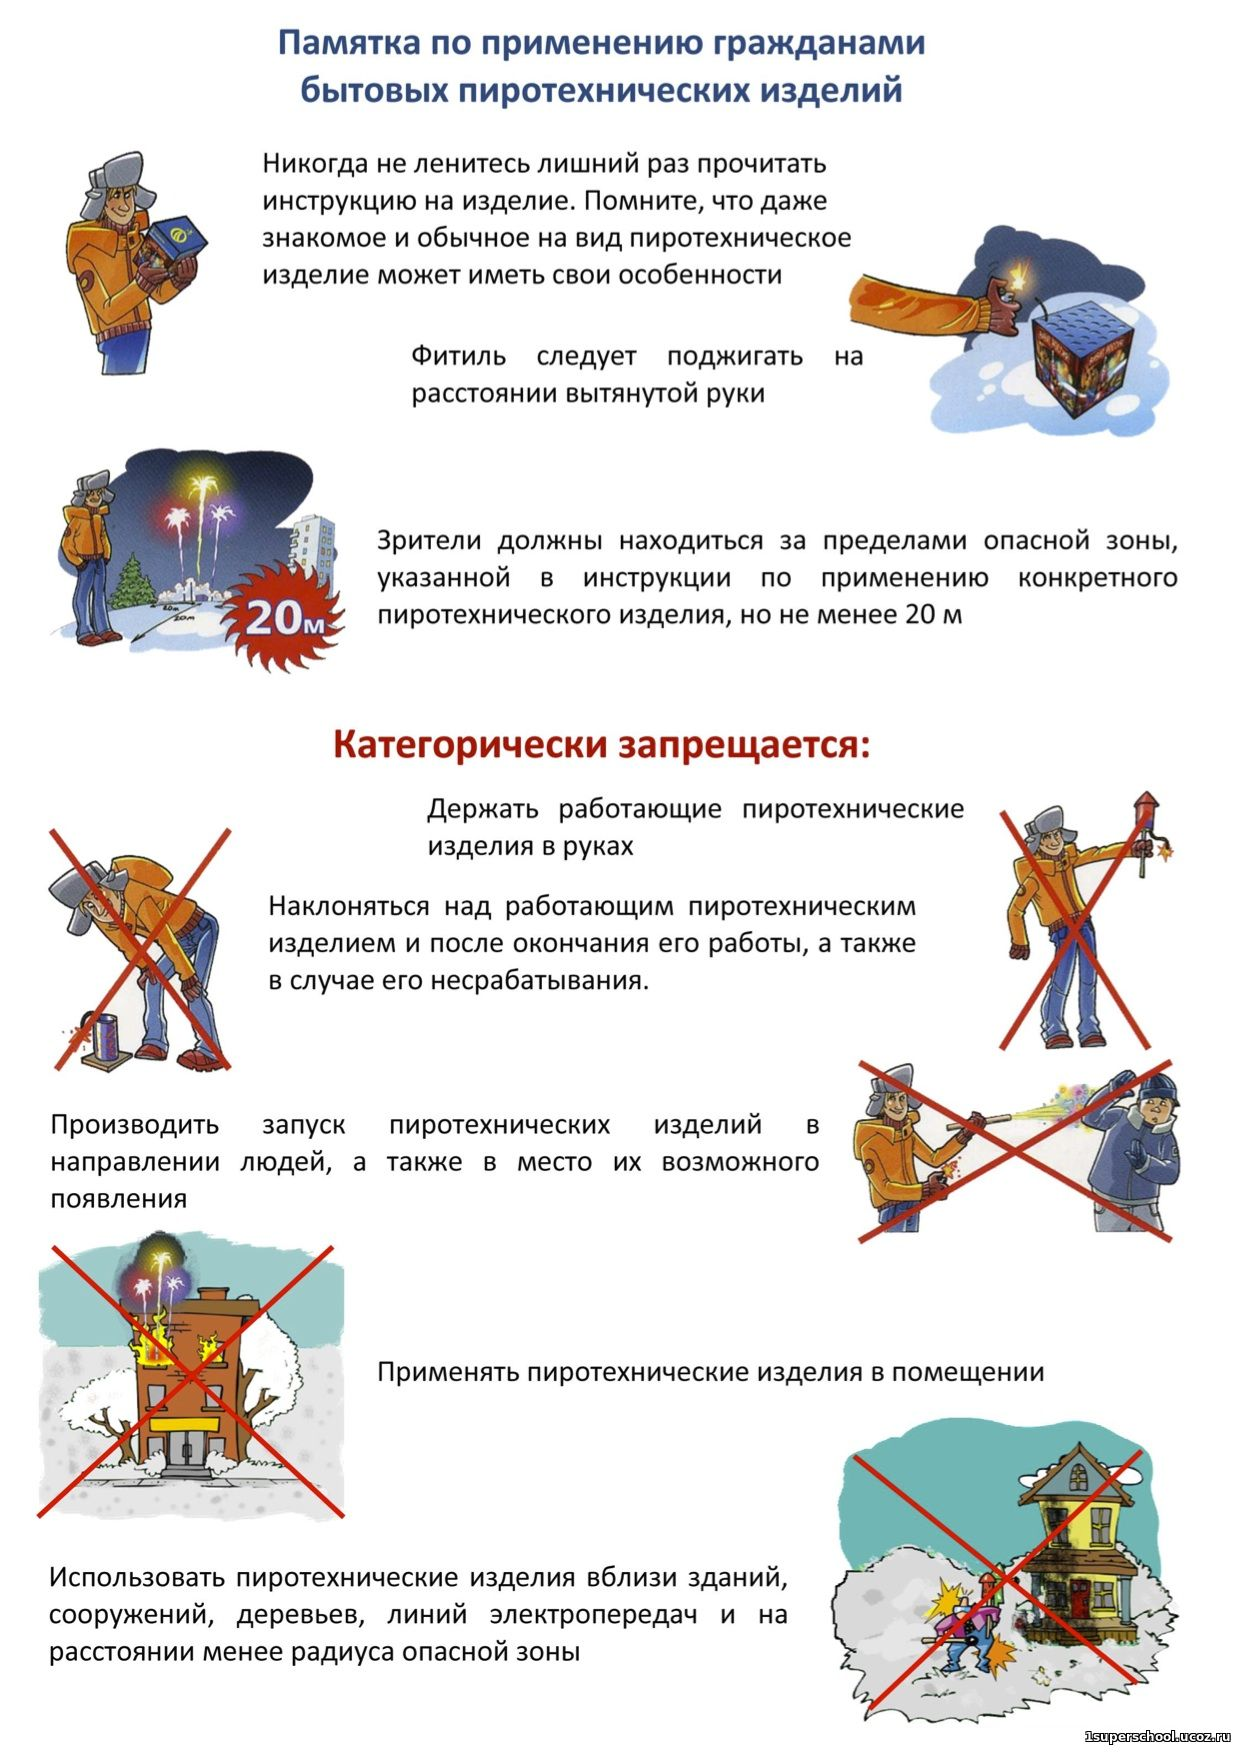 Памятка по применению гражданами
бытовых пиротехнических изделий
Никогда не ленитесь лишний раз прочитать
инструкцию на изделие. Помните, что даже
знакомое и обычное на вид пиротехническое
изделие может иметь свои особенности
Фитиль следует поджигать на
расстоянии вытянутой руки
20м
20м
20м
Зрители должны находиться за пределами опасной зоны,
указанной в инструкции по применению конкретного
пиротехнического изделия, но не менее 20 м
Категорически запрещается:
Держать работающие пиротехнические
изделия в руках
Наклоняться над работающим пиротехническим
изделием и после окончания его работы, а также
в случае его несрабатывания.
Производить запуск пиротехнических изделий в
направлении людей, а также в место их возможного
появления
Применять пиротехнические изделия в помещении
Использовать пиротехнические изделия вблизи зданий,
сооружений, деревьев, линий электропередач и на
расстоянии менее радиуса опасной зоны
1superschool.ucoz.ru